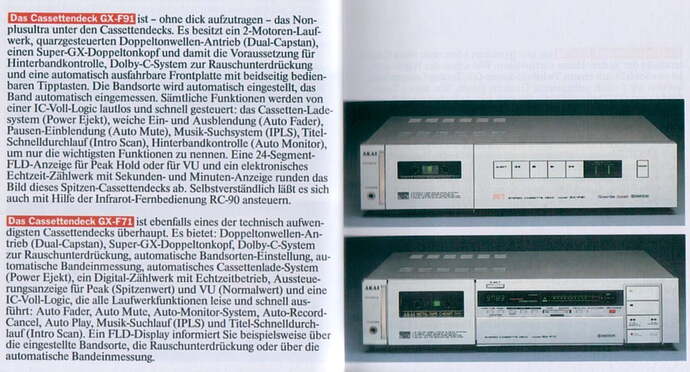 Das Cassettendeck GX-F91 ist – ohne dick aufzutragen – das Non-
plusultra unter den Cassettendecks. Es besitzt ein 2-Motoren-Lauf-
werk, quarzgesteuerten Doppeltonwellen-Antrieb (Dual-Capstan),
einen Super-GX-Doppeltonkopf und damit die Voraussetzung für
Hinterbandkontrolle, Dolby-C-System zur Rauschunterdrückung
und eine automatisch ausfahrbare Frontplatte mit beidseitig bedien-
baren Tipptasten. Die Bandsorte wird automatisch eingestellt, das
Band automatisch eingemessen. Sämtliche Funktionen werden von
einer IC-Voll-Logic lautlos und schnell gesteuert: das Cassetten-Lade-
system (Power Ejekt), weiche Ein- und Ausblendung (Auto Fader),
Pausen-Einblendung (Auto Mute), Musik-Suchsystem (IPLS), Titel-
Schnelldurchlauf (Intro Scan), Hinterbandkontrolle (Auto Monitor),
um nur die wichtigsten Funktionen zu nennen. Eine 24-Segment-
FLD-Anzeige für Peak Hold oder für VU und ein elektronisches
Echtzeit-Zählwerk mit Sekunden- und Minuten-Anzeige runden das
Bild dieses Spitzen-Cassettendecks ab. Selbstverständlich läßt es sich
auch mit Hilfe der Infrarot-Fernbedienung RC-90 ansteuern.
Das Cassettendeck GX-F71 ist ebenfalls eines der technisch aufwen-
digsten Cassettendecks überhaupt. Es bietet: Doppeltonwellen-An-
trieb (Dual-Capstan), Super-GX-Doppeltonkopf, Dolby-C-System
zur Rauschunterdrückung, automatische Bandsorten-Einstellung, au-
tomatische Bandeinmessung, automatisches Cassettenlade-System
(Power Ejekt), ein Digital-Zählwerk mit Echtzeitbetrieb, Aussteue-
rungsanzeige für Peak (Spitzenwert) und VU (Normalwert) und eine
IC-Voll-Logic, die alle Laufwerkfunktionen leise und schnell aus-
führt: Auto Fader, Auto Mute, Auto-Monitor-System, Auto-Record-
Cancel, Auto Play, Musik-Suchlauf (IPLS) und Titel-Schnelldurch-
lauf (Intro Scan). Ein FLD-Display informiert Sie beispielsweise über
die eingestellte Bandsorte, die Rauschunterdrückung oder über die
automatische Bandeinmessung.
AKAI
AKAI